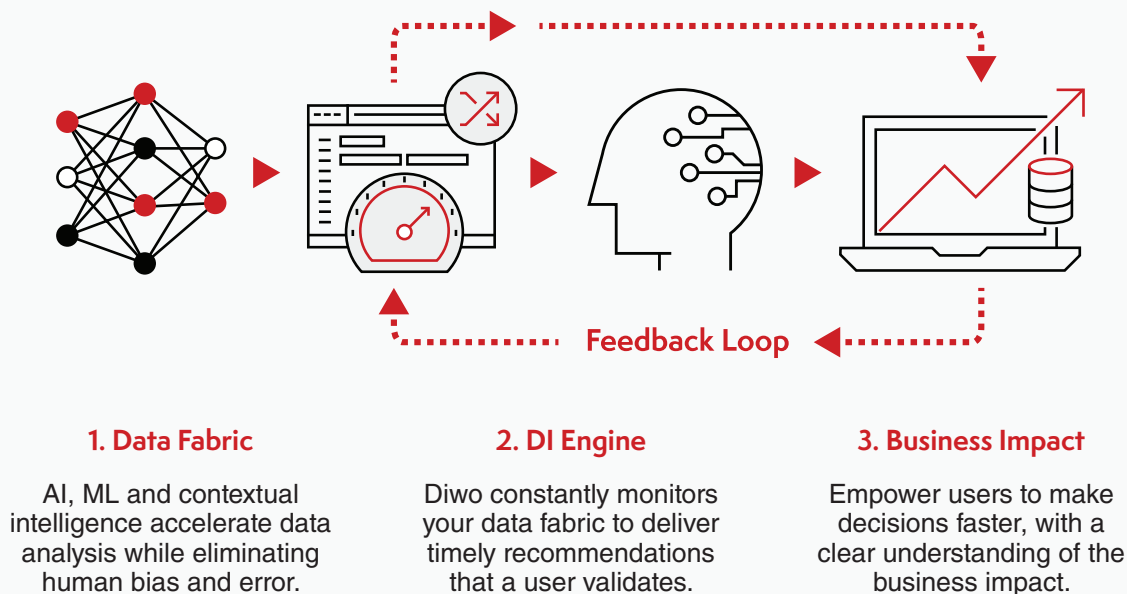 Feedback Loop
1. Data Fabric
AI, ML and contextual
intelligence accelerate data
analysis while eliminating
human bias and error.
2. DI Engine
Diwo constantly monitors
your data fabric to deliver
timely recommendations
that a user validates.
3. Business Impact
Empower users to make
decisions faster, with a
clear understanding of the
business impact.